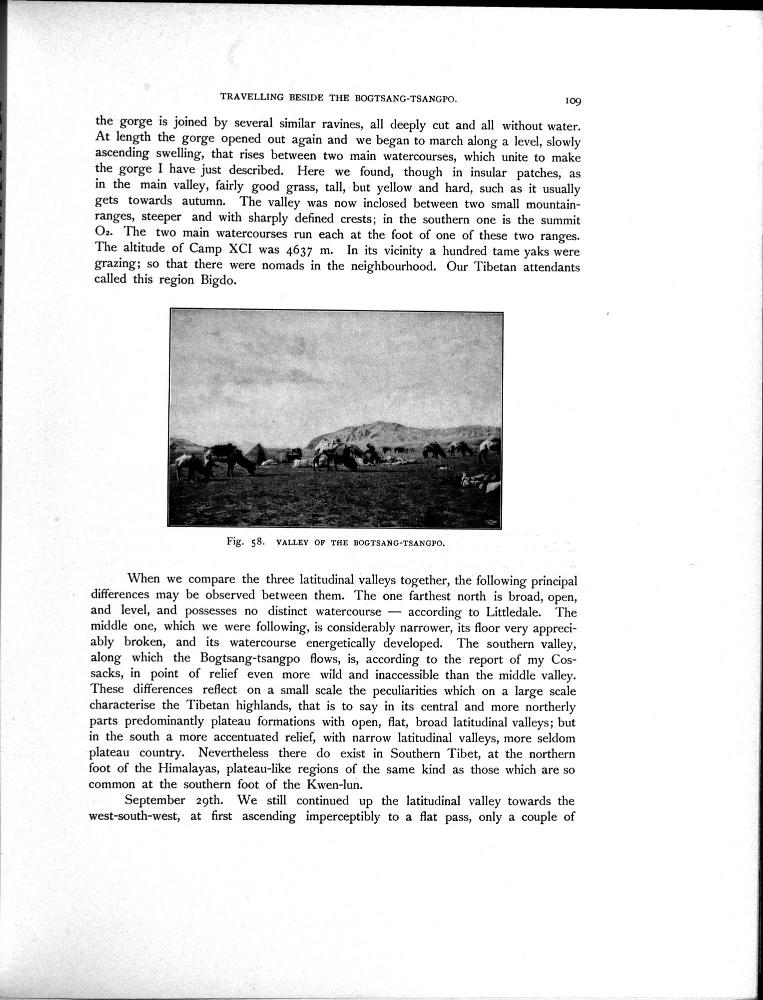 TRAVELLING BESIDE THE BOGTSANG-TSANGPO. 109
the gorge is joined by several similar ravines, all deeply cut and all without water.
At length the gorge opened out again and we began to march along a level, slowly
ascending swelling, that rises between two main watercourses, which unite to make
the gorge I have just described. Here we found, though in insular patches, as
in the main valley, fairly good grass, tall, but yellow and hard, such as it usually
gets towards autumn. The valley was now inclosed between two small mountain-
ranges, steeper and with sharply defined crests; in the southern one is the summit
O2. The two main watercourses run each at the foot of one of these two ranges.
The altitude of Camp XCI was 4637 m. In its vicinity a hundred tame yaks were
grazing; so that there were nomads in the neighbourhood. Our Tibetan attendants
called this region Bigdo.
Fig. 58. VALLEY OF THE BOGTSANG-TSANGPO.
When we compare the three latitudinal valleys together, the following principal
differences may be observed between them. The one farthest north is broad, open,
and level, and possesses no distinct watercourse — according to Littledale. The
middle one, which we were following, is considerably narrower, its floor very appreci-
ably broken, and its watercourse energetically developed. The southern valley,
along which the Bogtsang-tsangpo flows, is, according to the report of my Cos-
sacks, in point of relief even more wild and inaccessible than the middle valley.
These differences reflect on a small scale the peculiarities which on a large scale
characterise the Tibetan highlands, that is to say in its central and more northerly
parts predominantly plateau formations with open, flat, broad latitudinal valleys; but
in the south a more accentuated relief, with narrow latitudinal valleys, more seldom
plateau country. Nevertheless there do exist in Southern Tibet, at the northern
foot of the Himalayas, plateau-like regions of the same kind as those which are so
common at the southern foot of the Kwen-lun.
September 29th. We still continued up the latitudinal valley towards the
west-south-west, at first ascending imperceptibly to a flat pass, only a couple of